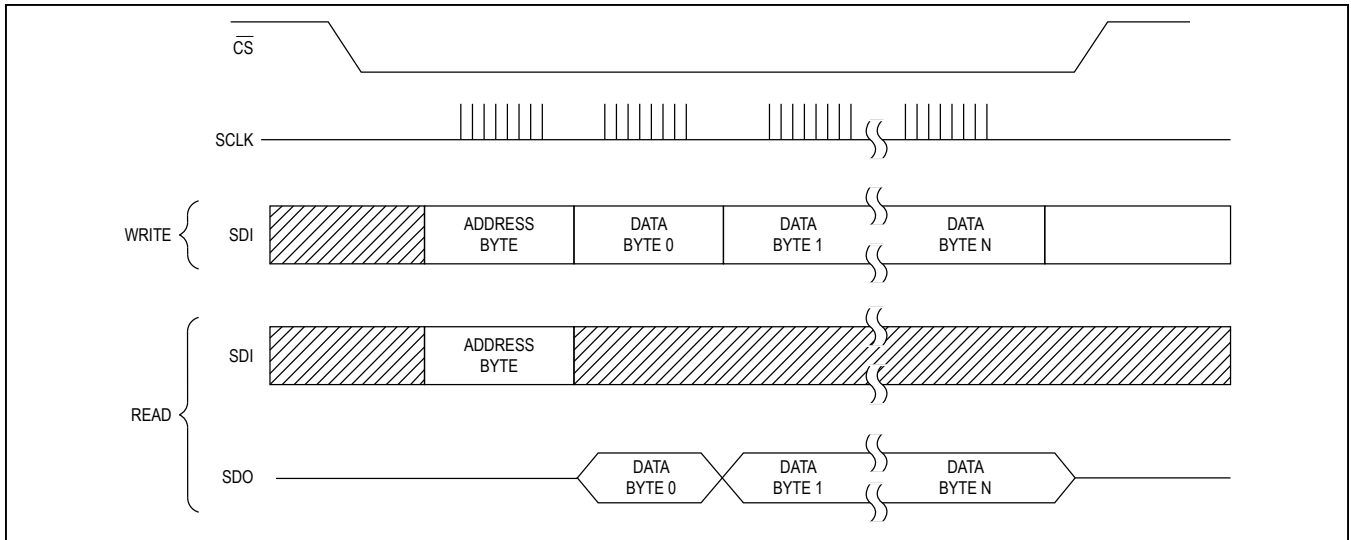 CS
SCLK
WRITE
SDI
ADDRESS
BYTE
DATA
BYTE 0
DATA
BYTE 1
DATA
BYTE N
READ
SDI
ADDRESS
BYTE
SDO
DATA
BYTE 0
DATA
BYTE 1
DATA
BYTE N